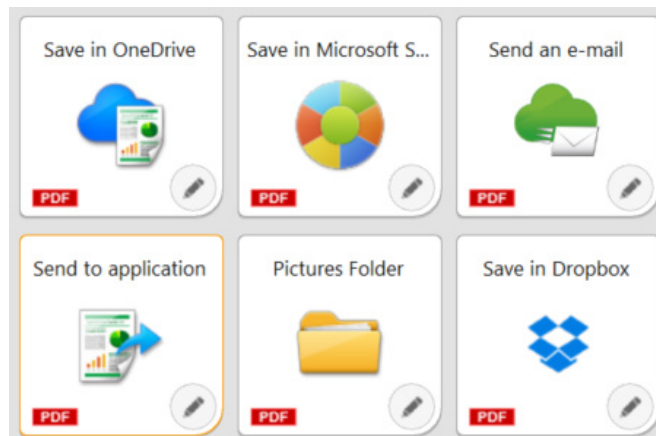 Save in OneDrive
Save in Microsoft S...
Send an e-mail
PDF
PDF
PDF
Send to application
Pictures Folder
Save in Dropbox
PDF
PDF
PDF